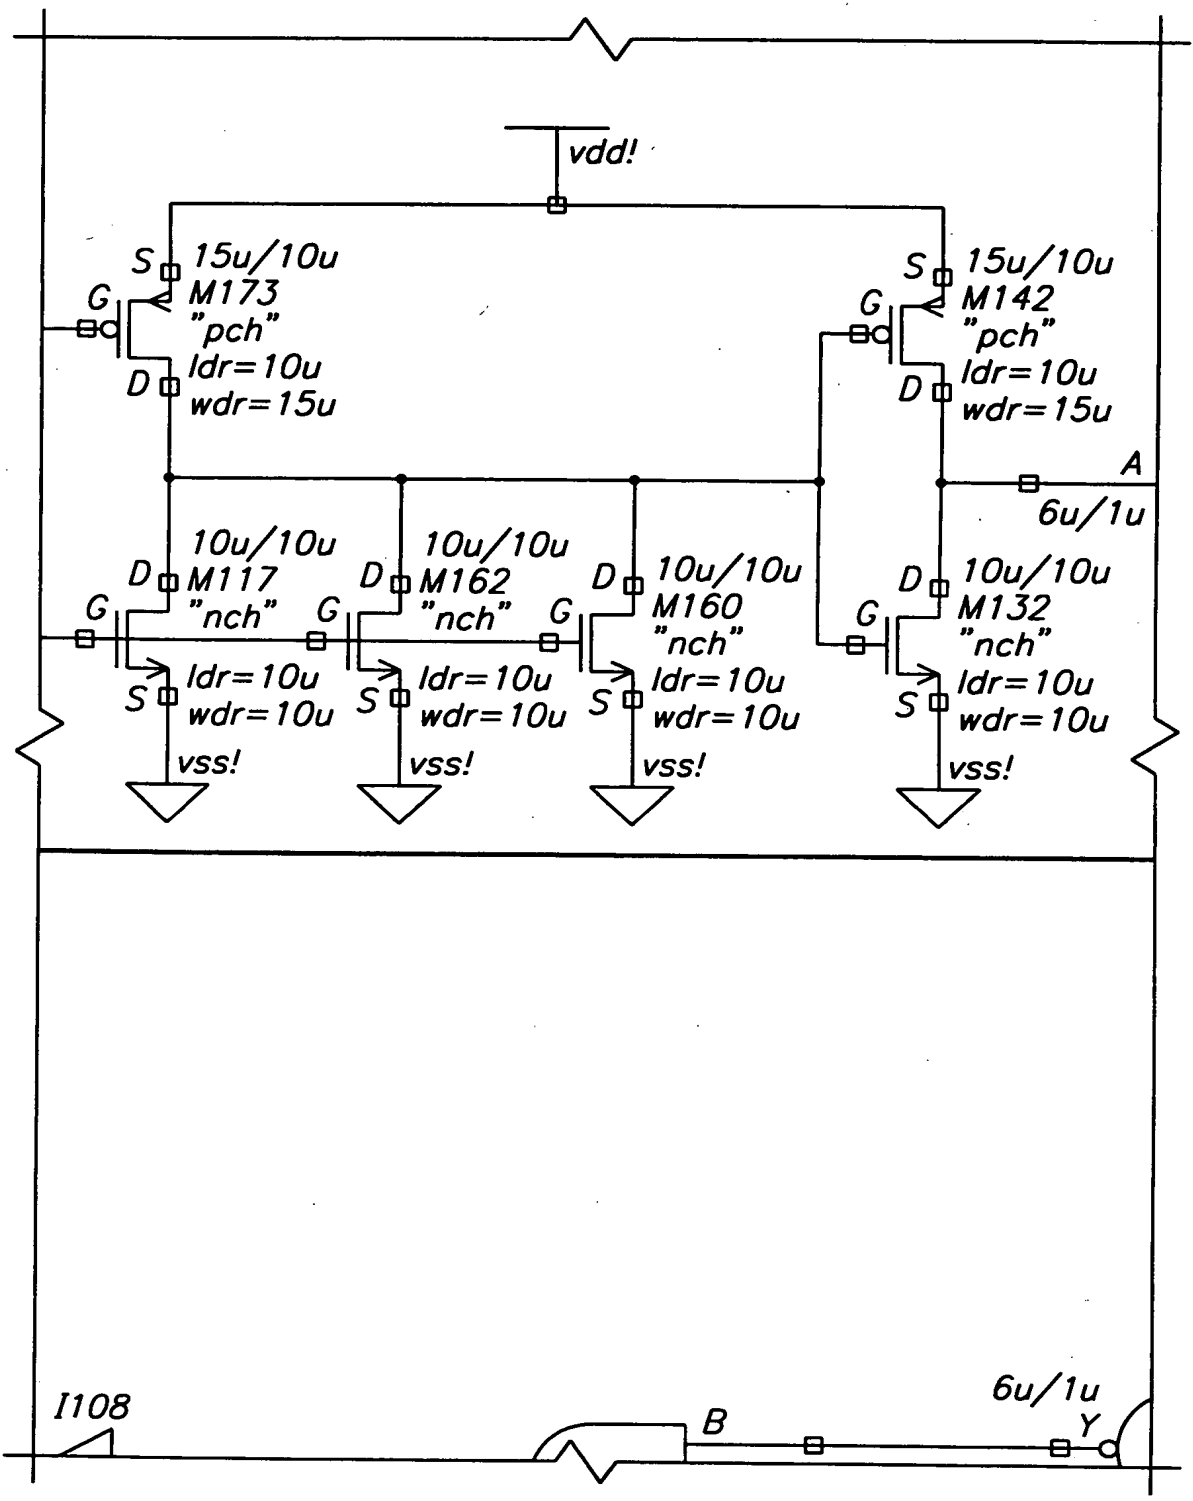 vdd!
S 15u/10u
G M173
"pch"
ldr=10u
D wdr=15u
S 15u/10u
G M142
"pch"
ldr=10u
D wdr=15u
A
6u/1u
10u/10u
D M117
G "nch"
ldr=10u
S wdr=10u
vss!
10u/10u
D M162
G "nch"
ldr=10u
S wdr=10u
vss!
10u/10u
D M160
G "nch"
ldr=10u
S wdr=10u
vss!
10u/10u
D M132
G "nch"
ldr=10u
S wdr=10u
vss!
I108
B
6u/1u
Y